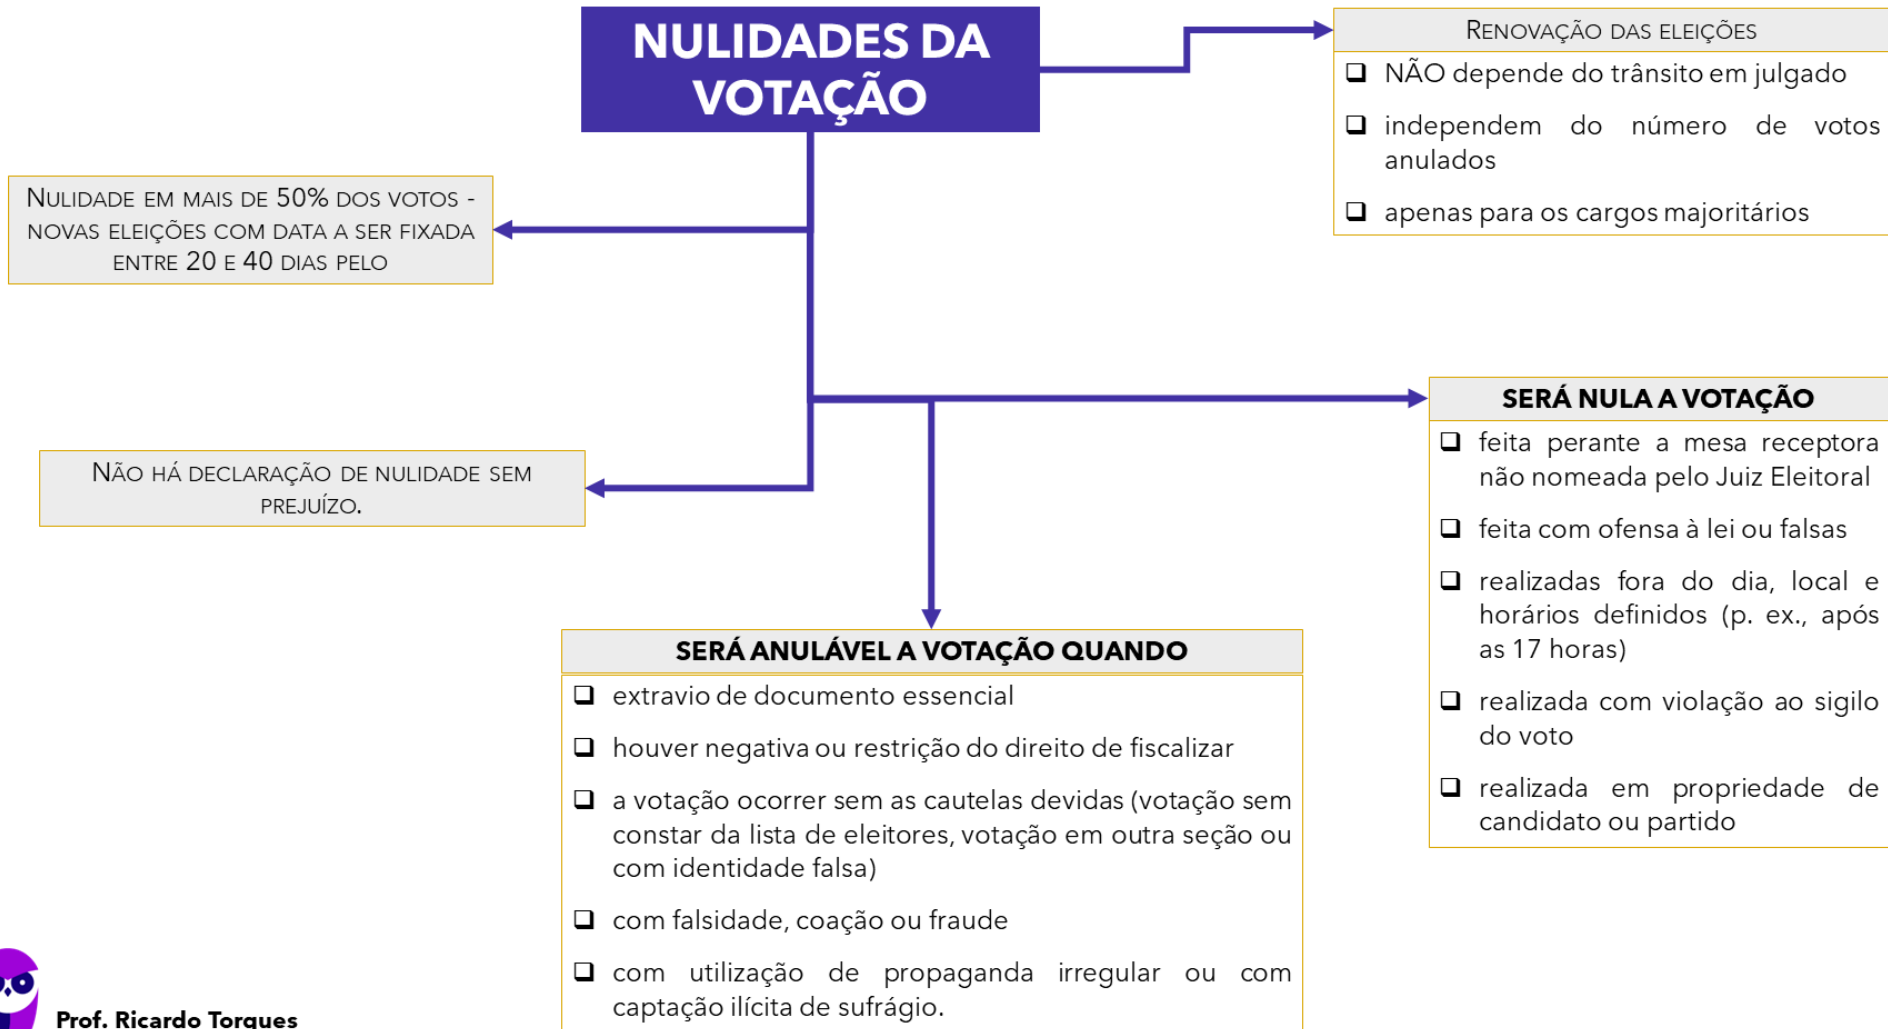 NULIDADES DA
VOTAÇÃO
RENOVAÇÃO DAS ELEIÇÕES
NÃO depende do trânsito em julgado
independem do número de votos
anulados
apenas para os cargos majoritários
NULIDADE EM MAIS DE 50% DOS VOTOS -
NOVAS ELEIÇÕES COM DATA A SER FIXADA
ENTRE 20 E 40 DIAS PELO
NÃO HÁ DECLARAÇÃO DE NULIDADE SEM
PREJUÍZO.
SERÁ NULA A VOTAÇÃO
feita perante a mesa receptora
não nomeada pelo Juiz Eleitoral
feita com ofensa à lei ou falsas
realizadas fora do dia, local e
horários definidos (p. ex., após
as 17 horas)
realizada com violação ao sigilo
do voto
realizada em propriedade de
candidato ou partido
SERÁ ANULÁVEL A VOTAÇÃO QUANDO
extravio de documento essencial
houver negativa ou restrição do direito de fiscalizar
a votação ocorrer sem as cautelas devidas (votação sem
constar da lista de eleitores, votação em outra seção ou
com identidade falsa)
com falsidade, coação ou fraude
com utilização de propaganda irregular ou com
captação ilícita de sufrágio.
Prof. Ricardo Torques